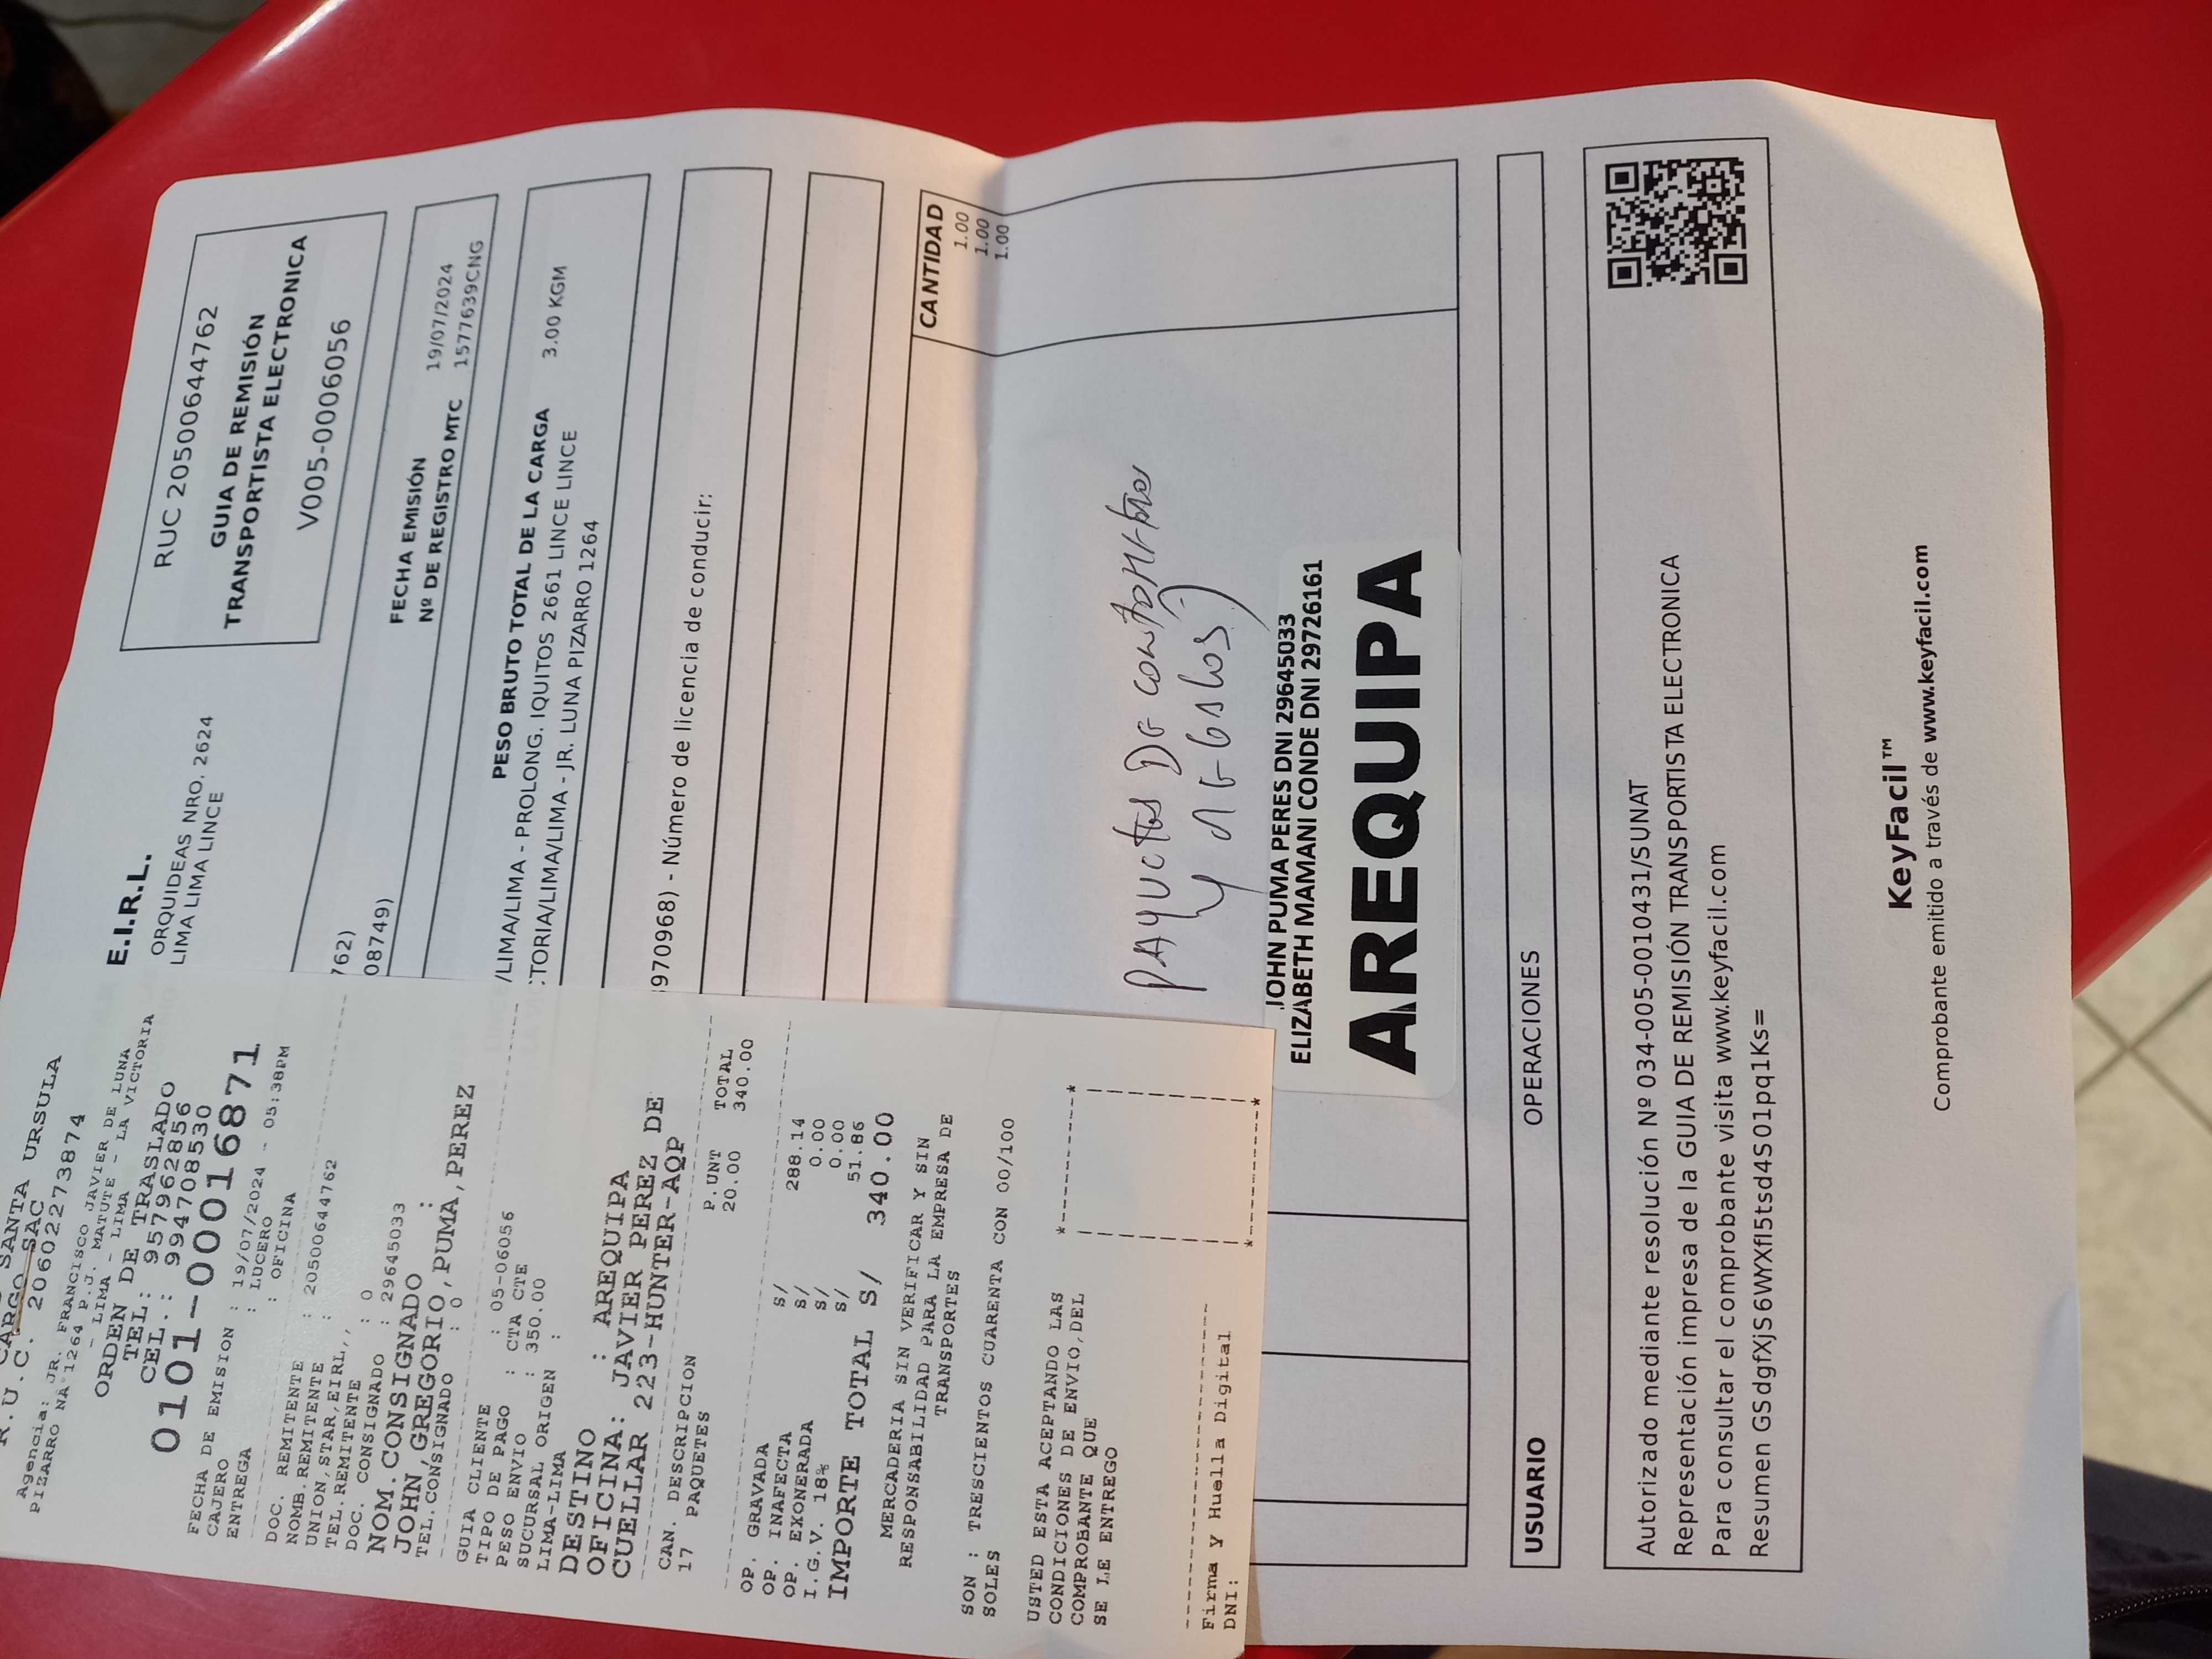 SANTA URSULA
CARGO SAC
R.U.C. 20602273874
Agencia: JR. FRANCISCO JAVIER DE LUNA
PIZARRO NA°1264 P.J. MATUTE - LA VICTORIA
- LIMA - LIMA
ORDEN DE TRASLADO
TEL: 957962856
CEL.: 994708530
0101-00016871
FECHA DE EMISION : 19/07/2024 - 05:38PM
CAJERO : LUCERO
ENTREGA : OFICINA
DOC. REMITENTE : 20500644762
NOMB.REMITENTE :
UNION,STAR,EIRL,,
TEL.REMITENTE : 0
DOC. CONSIGNADO : 29645033
NOM.CONSIGNADO :
JOHN,GREGORIO,PUMA,PEREZ
TEL.CONSIGNADO : 0
GUIA CLIENTE : 05-06056
TIPO DE PAGO : CTA CTE
PESO ENVIO : 350.00
SUCURSAL ORIGEN :
LIMA-LIMA
DESTINO : AREQUIPA
OFICINA: JAVIER PEREZ DE
CUELLAR 223-HUNTER-AQP
CAN. DESCRIPCION P.UNT TOTAL
17 PAQUETES 20.00 340.00
OP. GRAVADA S/ 288.14
OP. INAFECTA S/ 0.00
OP. EXONERADA S/ 0.00
I.G.V. 18% S/ 51.86
IMPORTE TOTAL S/ 340.00
MERCADERIA SIN VERIFICAR Y SIN
RESPONSABILIDAD PARA LA EMPRESA DE
TRANSPORTES
SON : TRESCIENTOS CUARENTA CON 00/100
SOLES
USTED ESTA ACEPTANDO LAS
CONDICIONES DE ENVIO,DEL
COMPROBANTE QUE
SE LE ENTREGO
Firma y Huella Digital
DNI:
E.I.R.L.
ORQUIDEAS NRO. 2624
LIMA LIMA LINCE
RUC 20500644762
GUIA DE REMISIÓN
TRANSPORTISTA ELECTRONICA
V005-00006056
762)
08749)
FECHA EMISIÓN 19/07/2024
Nº DE REGISTRO MTC 1577639CNG
PESO BRUTO TOTAL DE LA CARGA 3.00 KGM
/LIMA/LIMA - PROLONG. IQUITOS 2661 LINCE LINCE
TORIA/LIMA/LIMA - JR. LUNA PIZARRO 1264
970968) - Número de licencia de conducir:
CANTIDAD
1.00
1.00
1.00
PAQUETES DE
Y
JOHN PUMA PERES DNI 29645033
ELIZABETH MAMANI CONDE DNI 29726161
AREQUIPA
USUARIO OPERACIONES
Autorizado mediante resolución Nº 034-005-0010431/SUNAT
Representación impresa de la GUIA DE REMISIÓN TRANSPORTISTA ELECTRONICA
Para consultar el comprobante visita www.keyfacil.com
Resumen GSdgfXjS6WrXfI5tsd4SO1pq1Ks=
KeyFacil™
Comprobante emitido a través de www.keyfacil.com